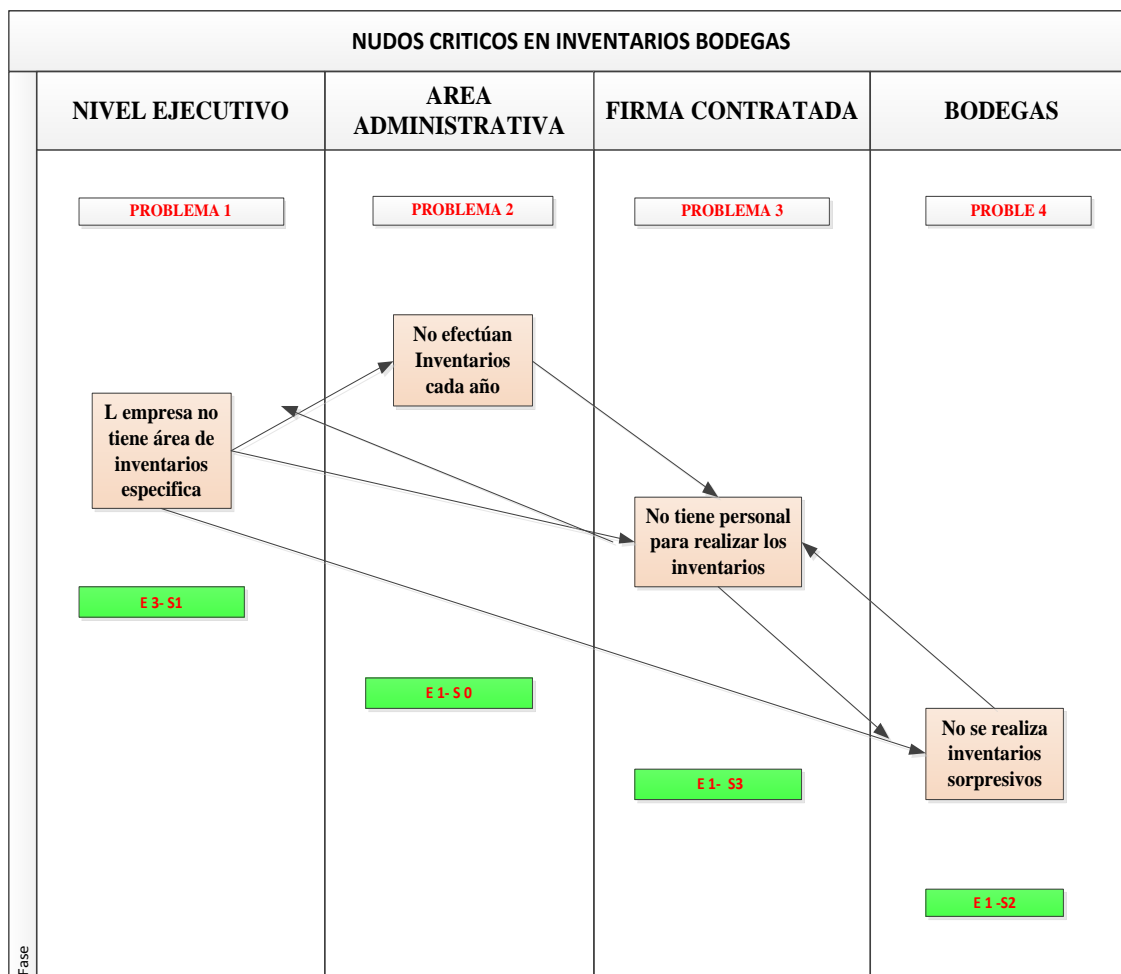 NUDOS CRITICOS EN INVENTARIOS BODEGAS
NIVEL EJECUTIVO
AREA
ADMINISTRATIVA
FIRMA CONTRATADA
BODEGAS
PROBLEMA 1
PROBLEMA 2
PROBLEMA 3
PROBLE 4
No efectúan
Inventarios
cada año
L empresa no
tiene área de
inventarios
especifica
No tiene personal
para realizar los
inventarios
E 3- S1
E 1- S 0
No se realiza
inventarios
sorpresivos
E 1- S3
E 1 -S2
Fase